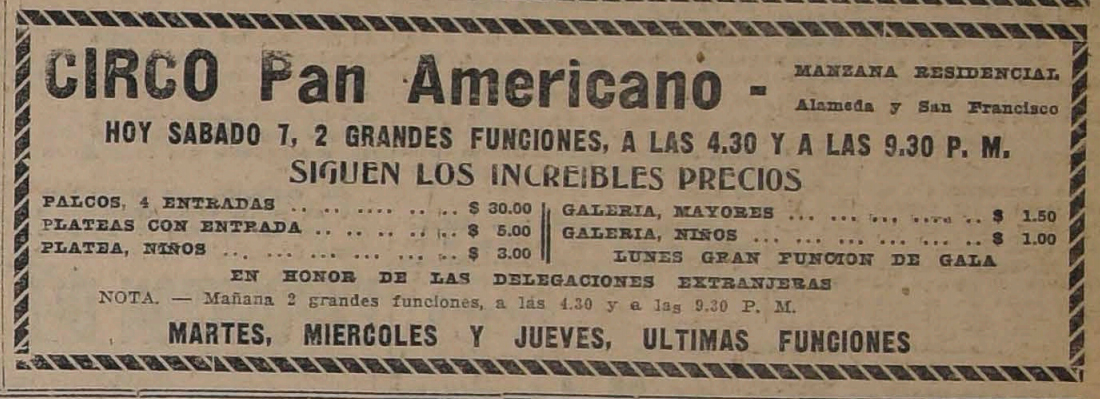 CIRCO Pan Americano -
MANZANA RESIDENCIAL
Alameda y San Francisco
HOY SABADO 7, 2 GRANDES FUNCIONES, A LAS 4.30 Y A LAS 9.30 P. M.
SIGUEN LOS INCREIBLES PRECIOS
PALCOS, 4 ENTRADAS .. .. .... .. .. .. $ 30.00
PLATEAS CON ENTRADA .. .. .. .. .. .. $ 5.00
PLATEA, NIÑOS ... ... ... ... ... .. $ 3.00
GALERIA, MAYORES ... ... ... .... .. $ 1.50
GALERIA, NIÑOS . ... ... ... ... ... .. $ 1.00
LUNES GRAN FUNCION DE GALA
EN HONOR DE LAS DELEGACIONES EXTRANJERAS
NOTA. — Mañana 2 grandes funciones, a las 4.30 y a las 9.30 P. M.
MARTES, MIERCOLES Y JUEVES, ULTIMAS FUNCIONES